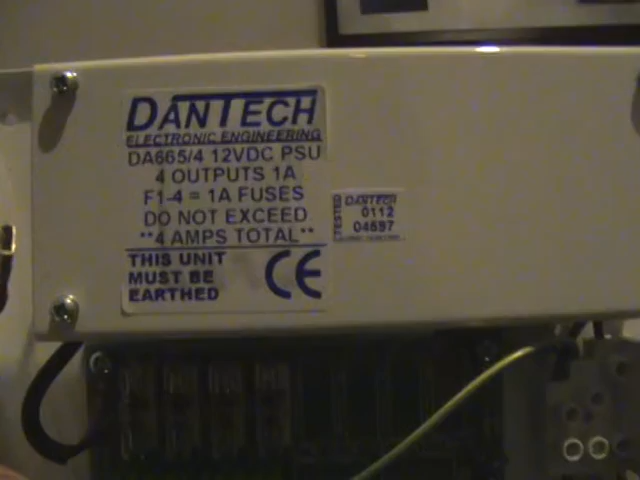 DANTECH
ELECTRONIC ENGINEERING
DA665/4 12VDC PSU
4 OUTPUTS 1A
F1-4 = 1A FUSES
DO NOT EXCEED
**4 AMPS TOTAL**
THIS UNIT
MUST BE
EARTHED
CE
TESTED
DANTECH
0112
04597